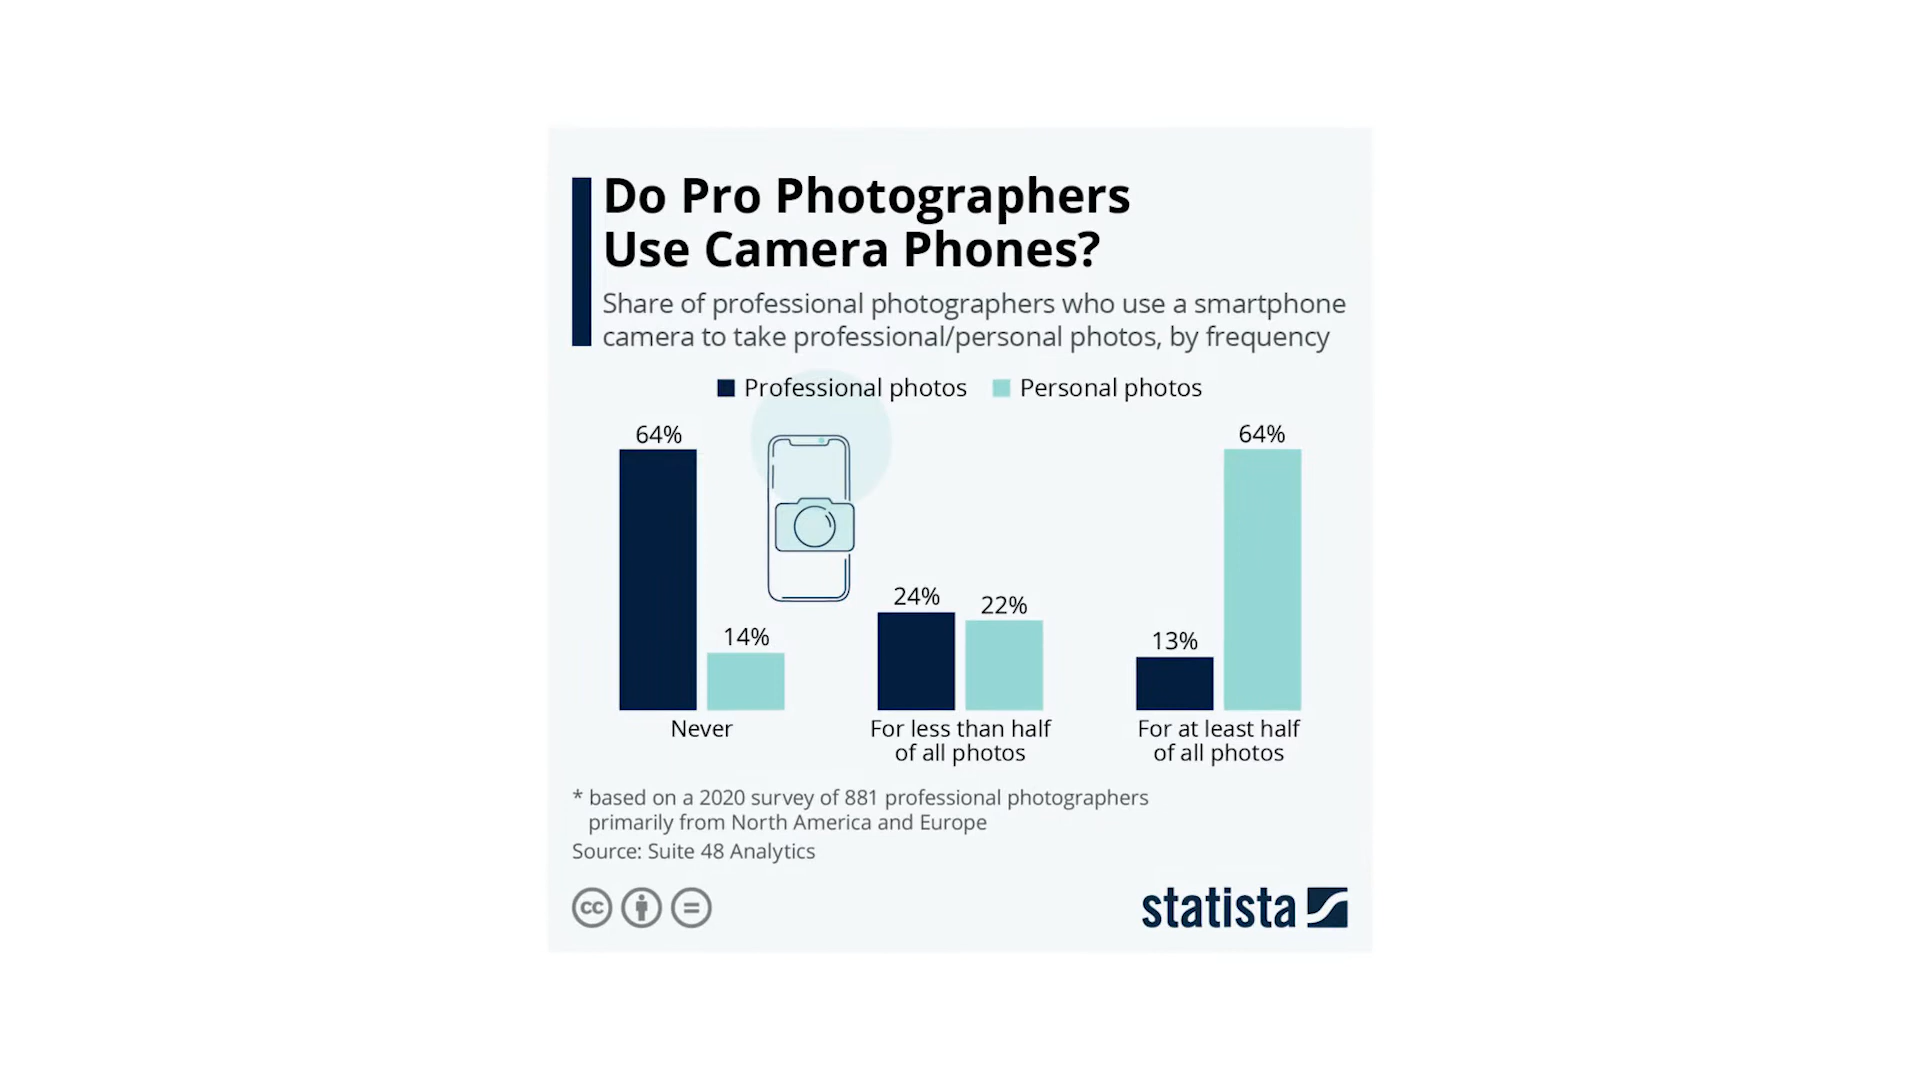 Do Pro Photographers
Use Camera Phones?
Share of professional photographers who use a smartphone
camera to take professional/personal photos, by frequency
Professional photos Personal photos
64% 64%
24% 22%
14% 13%
Never For less than half For at least half
of all photos of all photos
* based on a 2020 survey of 881 professional photographers
primarily from North America and Europe
Source: Suite 48 Analytics
cc = statista